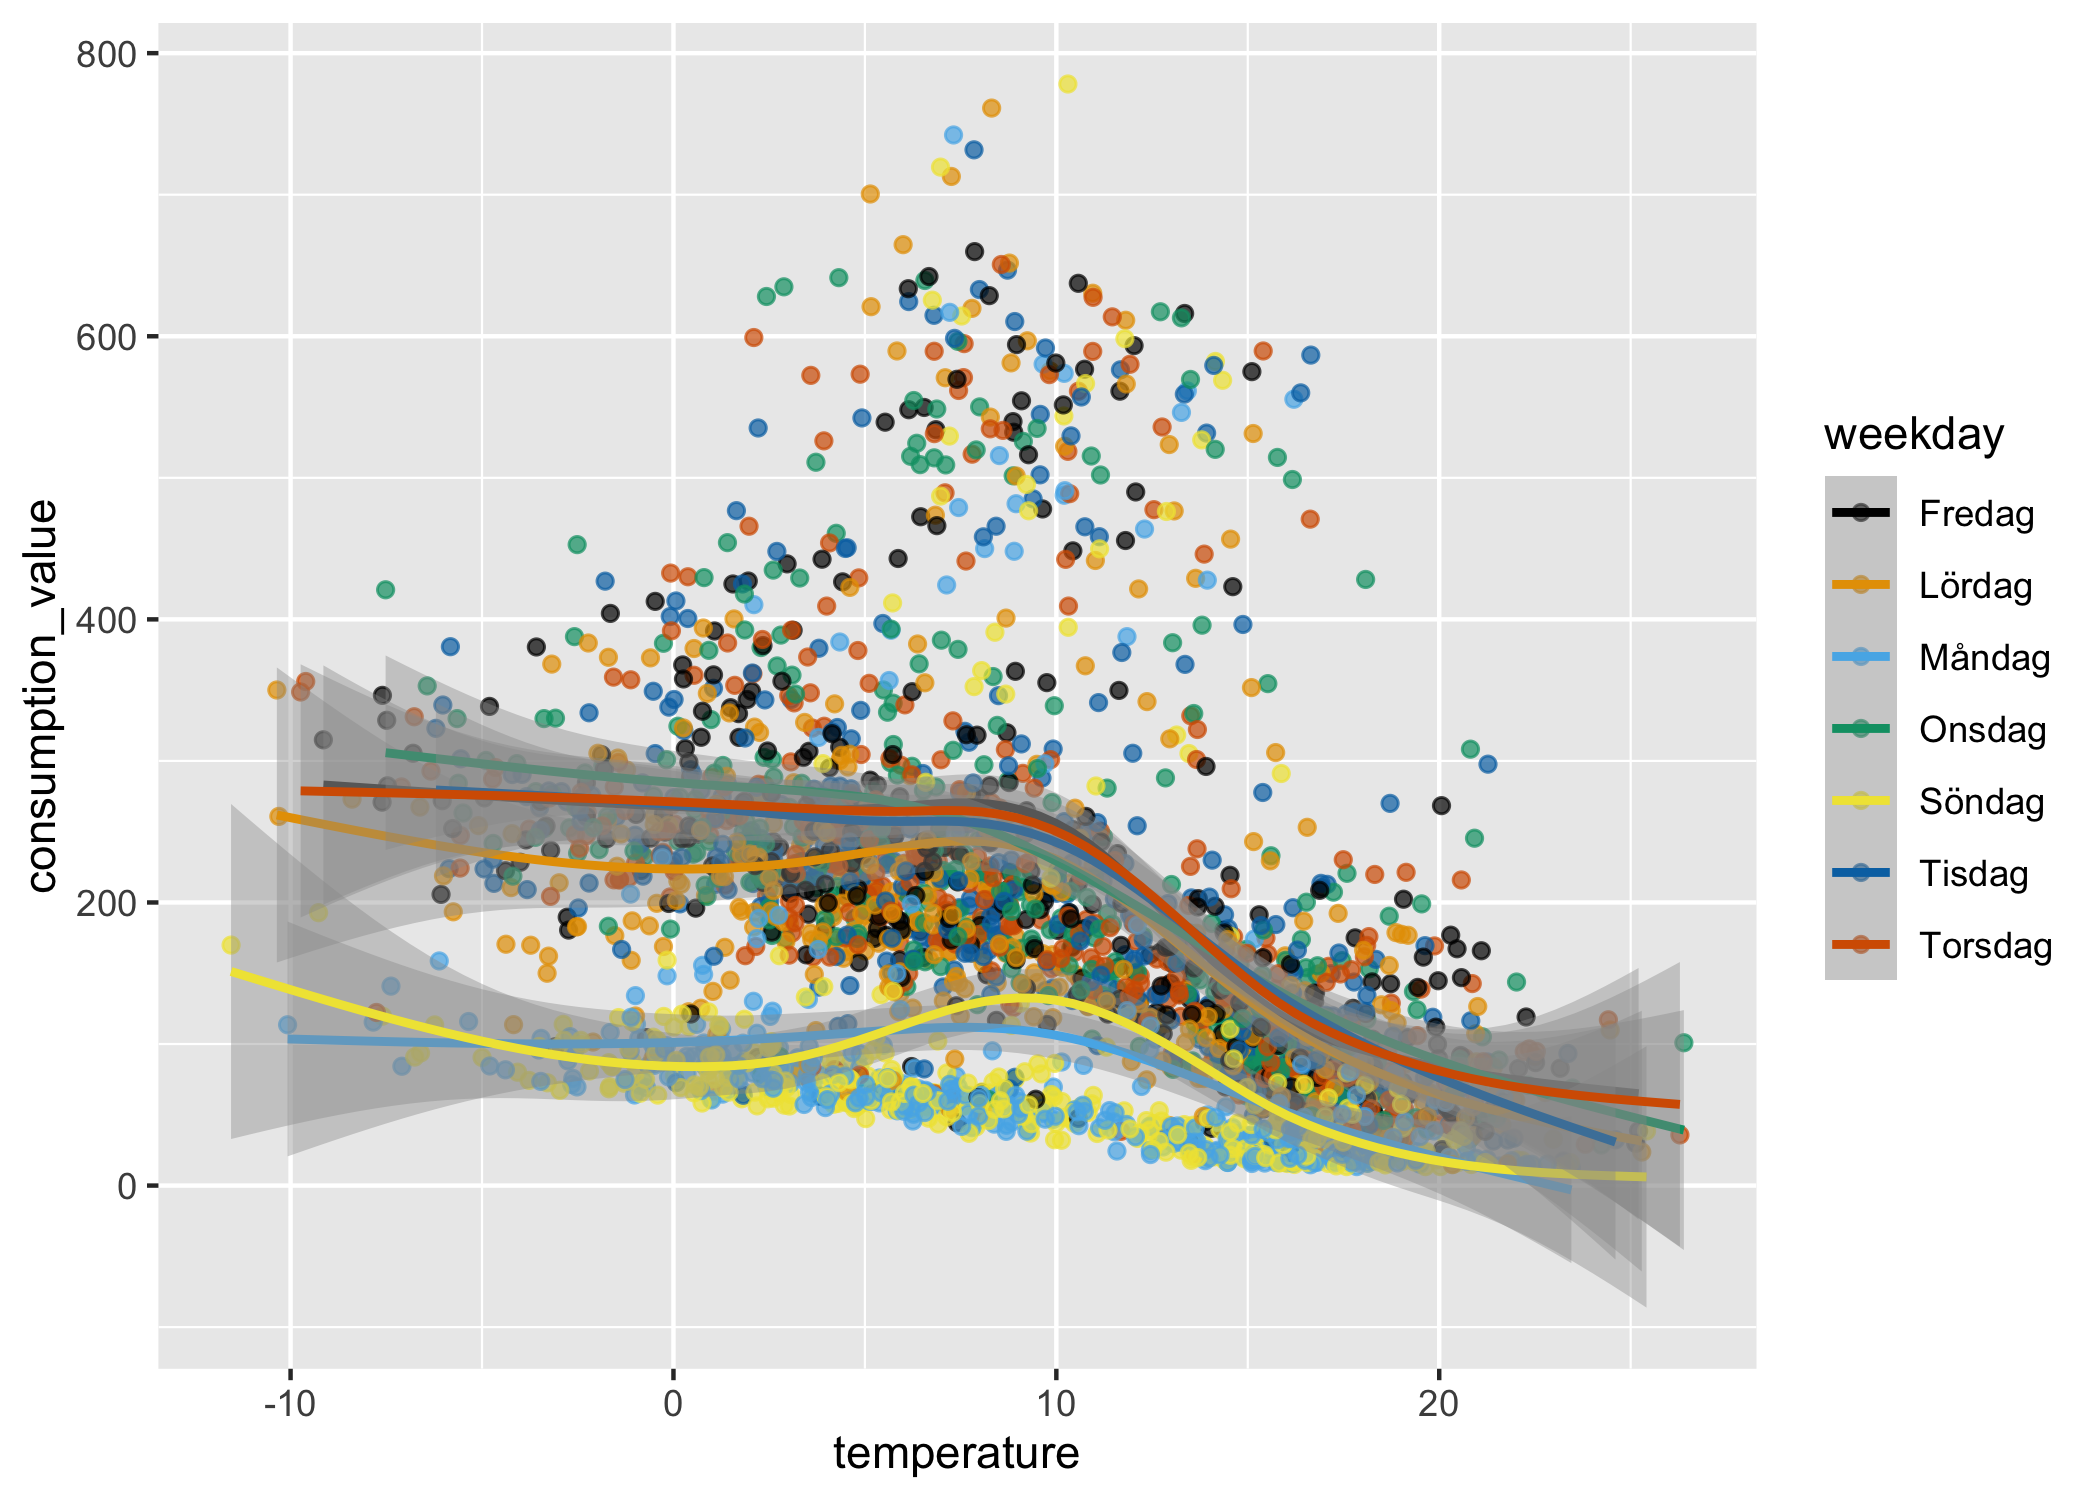 800
600
400
200
0
-10
0
10
20
temperature
consumption_value
weekday
Fredag
Lördag
Måndag
Onsdag
Söndag
Tisdag
Torsdag